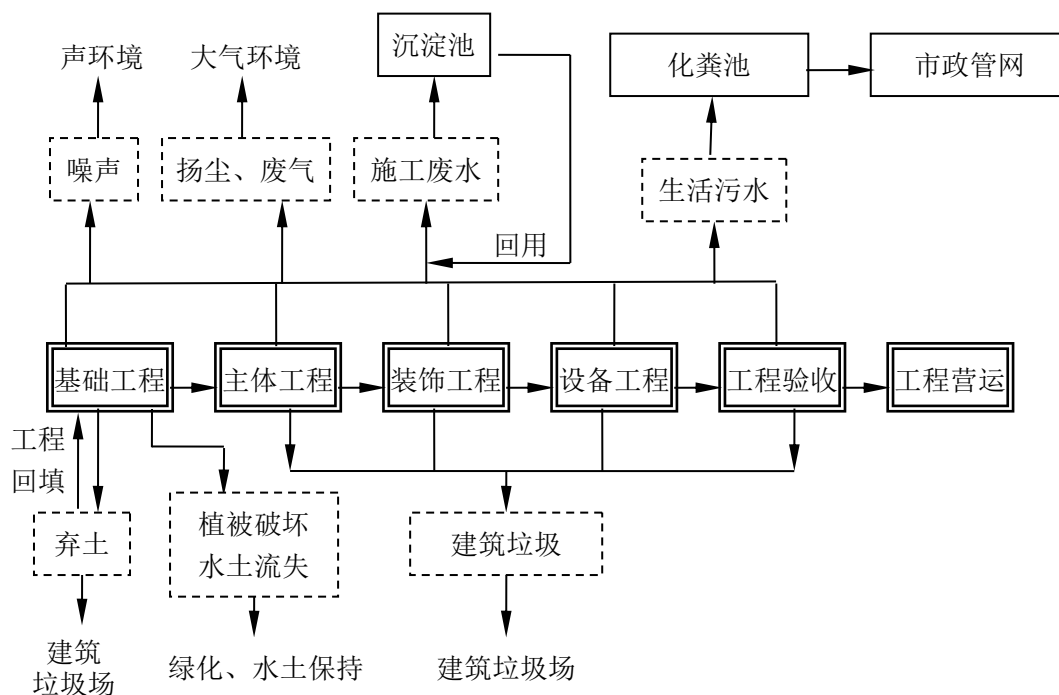 声环境
大气环境
沉淀池
化粪池
市政管网
噪声
扬尘、废气
施工废水
生活污水
回用
基础工程
主体工程
装饰工程
设备工程
工程验收
工程营运
工程
回填
弃土
植被破坏
水土流失
建筑垃圾
建筑
垃圾场
绿化、水土保持
建筑垃圾场